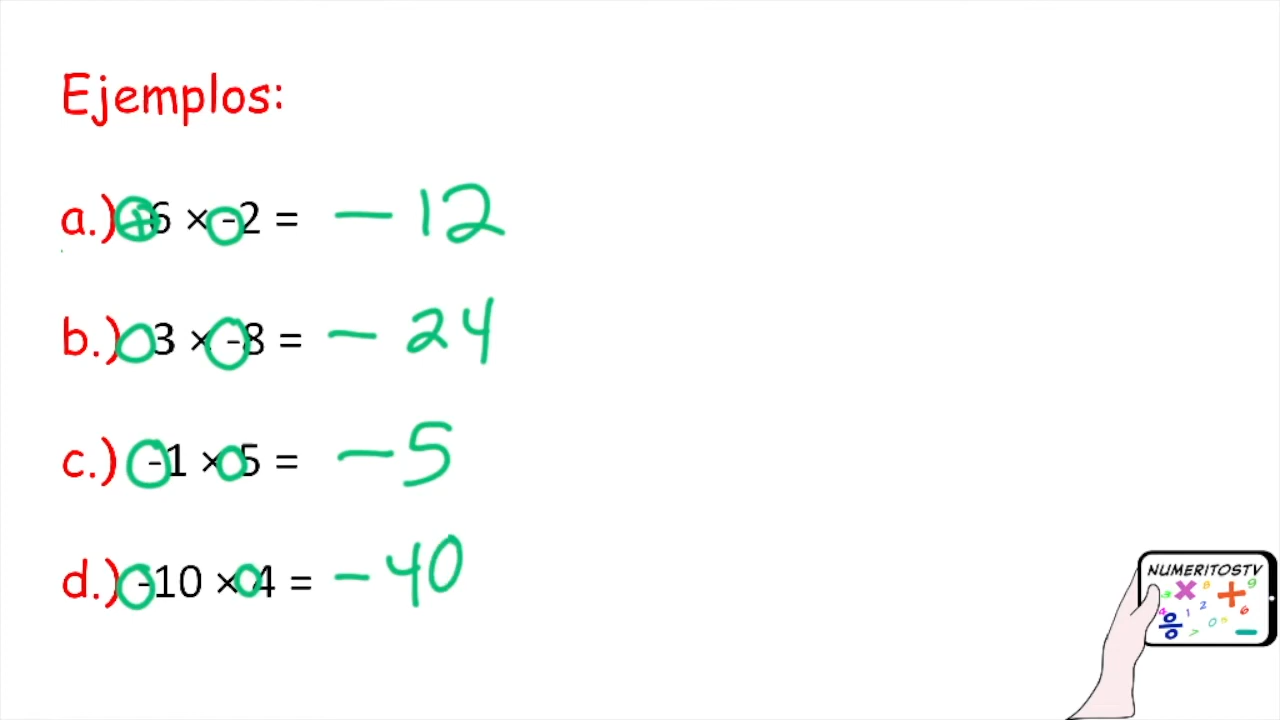 Ejemplos:
a.) +6 × -2 = - 12
b.) 3 × -8 = - 24
c.) -1 × 5 = - 5
d.) -10 × 4 = - 40
NUMERITOSTV